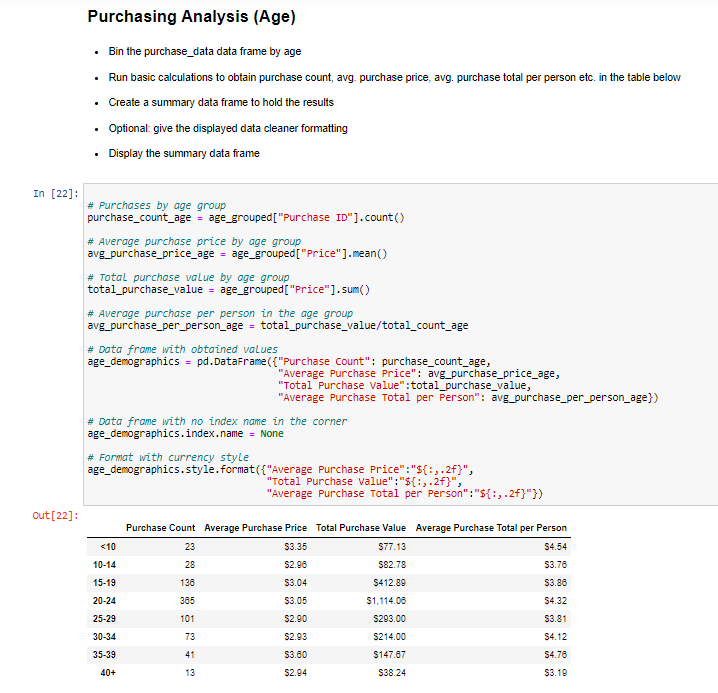 Purchasing Analysis (Age)
• Bin the purchase_data data frame by age
• Run basic calculations to obtain purchase count, avg. purchase price, avg. purchase total per person etc. in the table below
• Create a summary data frame to hold the results
• Optional: give the displayed data cleaner formatting
• Display the summary data frame
In [22]:
# Purchases by age group
purchase_count_age = age_grouped["Purchase ID"].count()
# Average purchase price by age group
avg_purchase_price_age = age_grouped["Price"].mean()
# Total purchase value by age group
total_purchase_value = age_grouped["Price"].sum()
# Average purchase per person in the age group
avg_purchase_per_person_age = total_purchase_value/total_count_age
# Data frame with obtained values
age_demographics = pd.DataFrame({"Purchase Count": purchase_count_age,
"Average Purchase Price": avg_purchase_price_age,
"Total Purchase Value":total_purchase_value,
"Average Purchase Total per Person": avg_purchase_per_person_age})
# Data frame with no index name in the corner
age_demographics.index.name = None
# Format with currency style
age_demographics.style.format({"Average Purchase Price":"${:,.2f}",
"Total Purchase Value":"${:,.2f}",
"Average Purchase Total per Person":"${:,.2f}"})
Out[22]:
Purchase Count Average Purchase Price Total Purchase Value Average Purchase Total per Person
<10 23 $3.35 $77.13 $4.54
10-14 28 $2.96 $82.78 $3.76
15-19 136 $3.04 $412.89 $3.86
20-24 365 $3.05 $1,114.06 $4.32
25-29 101 $2.90 $293.00 $3.81
30-34 73 $2.93 $214.00 $4.12
35-39 41 $3.60 $147.67 $4.76
40+ 13 $2.94 $38.24 $3.19